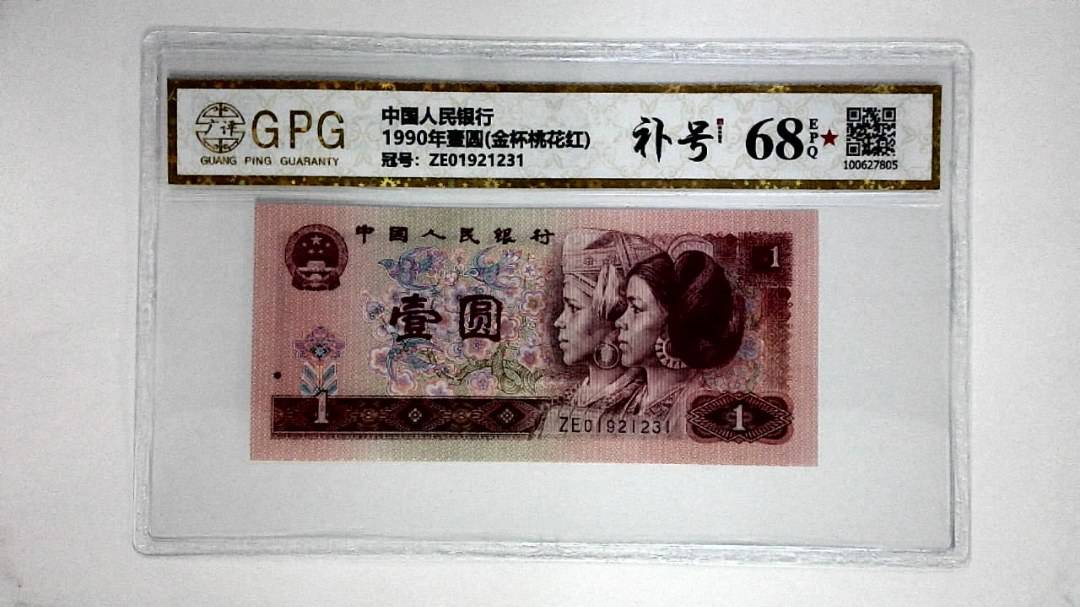 广泽
GPG
GUANG PING GUARANTY
中国人民银行
1990年壹圆(金杯桃花红)
冠号：ZE01921231
补号
68
EPQ
100627805
中国人民银行
1
壹圆
1
ZE01921231
1